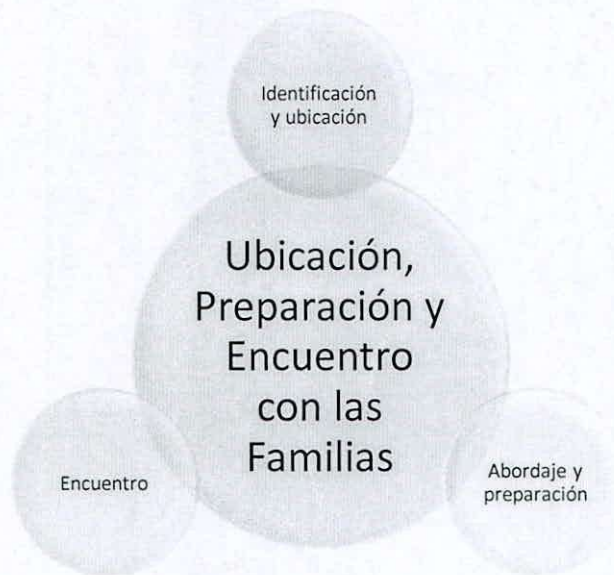 Identificación
y ubicación
Ubicación,
Preparación y
Encuentro
con las
Familias
Encuentro
Abordaje y
preparación